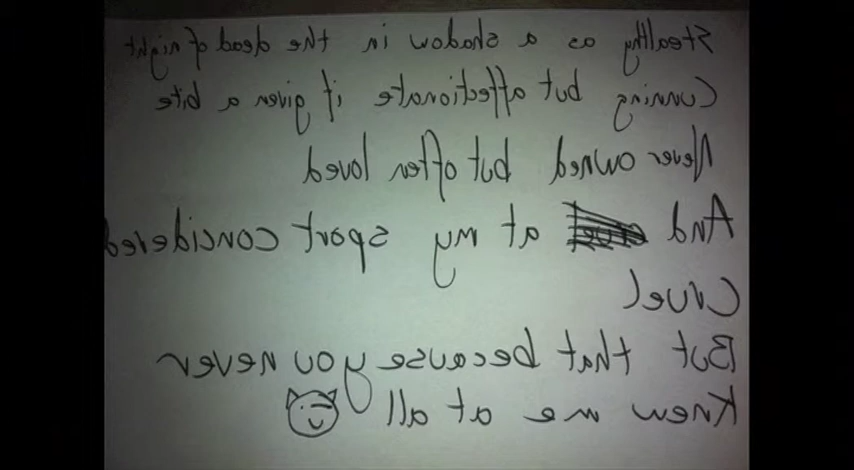 Stealthy as a shadow in the dead of night
Cunning but affectionate if given a bite
Never owned but often loved
And at my sport concidered
Cruel
But that because you never
Knew me at all